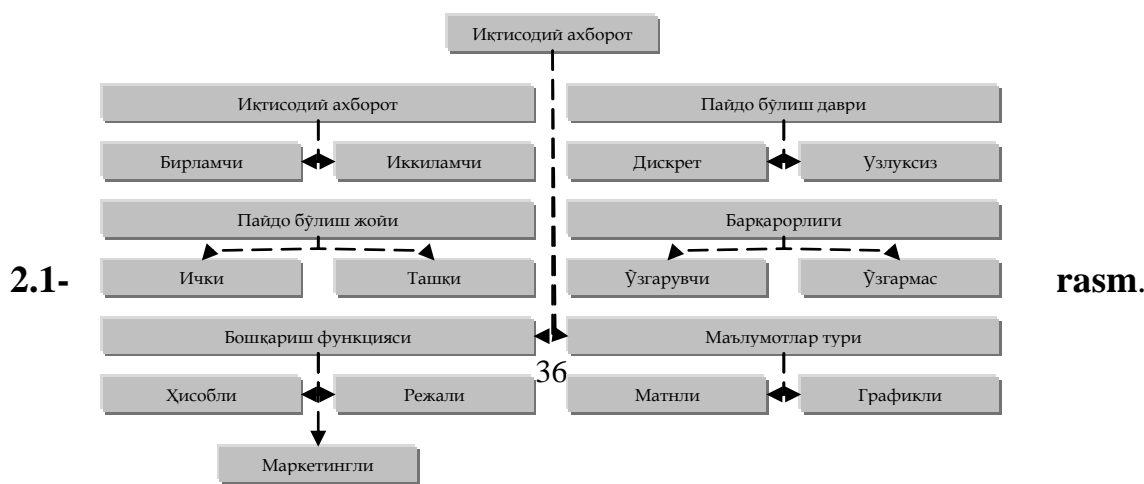 Иқтисодий ахборот
Иқтисодий ахборот
Пайдо бўлиш даври
Бирламчи
Иккиламчи
Дискрет
Узлуксиз
Пайдо бўлиш жойи
Барқарорлиги
2.1-
Ички
Ташқи
Ўзгарувчи
Ўзгармас
rasm.
Бошқариш функцияси
Маълумотлар тури
36
Ҳисобли
Режали
Матнли
Графикли
Маркетингли